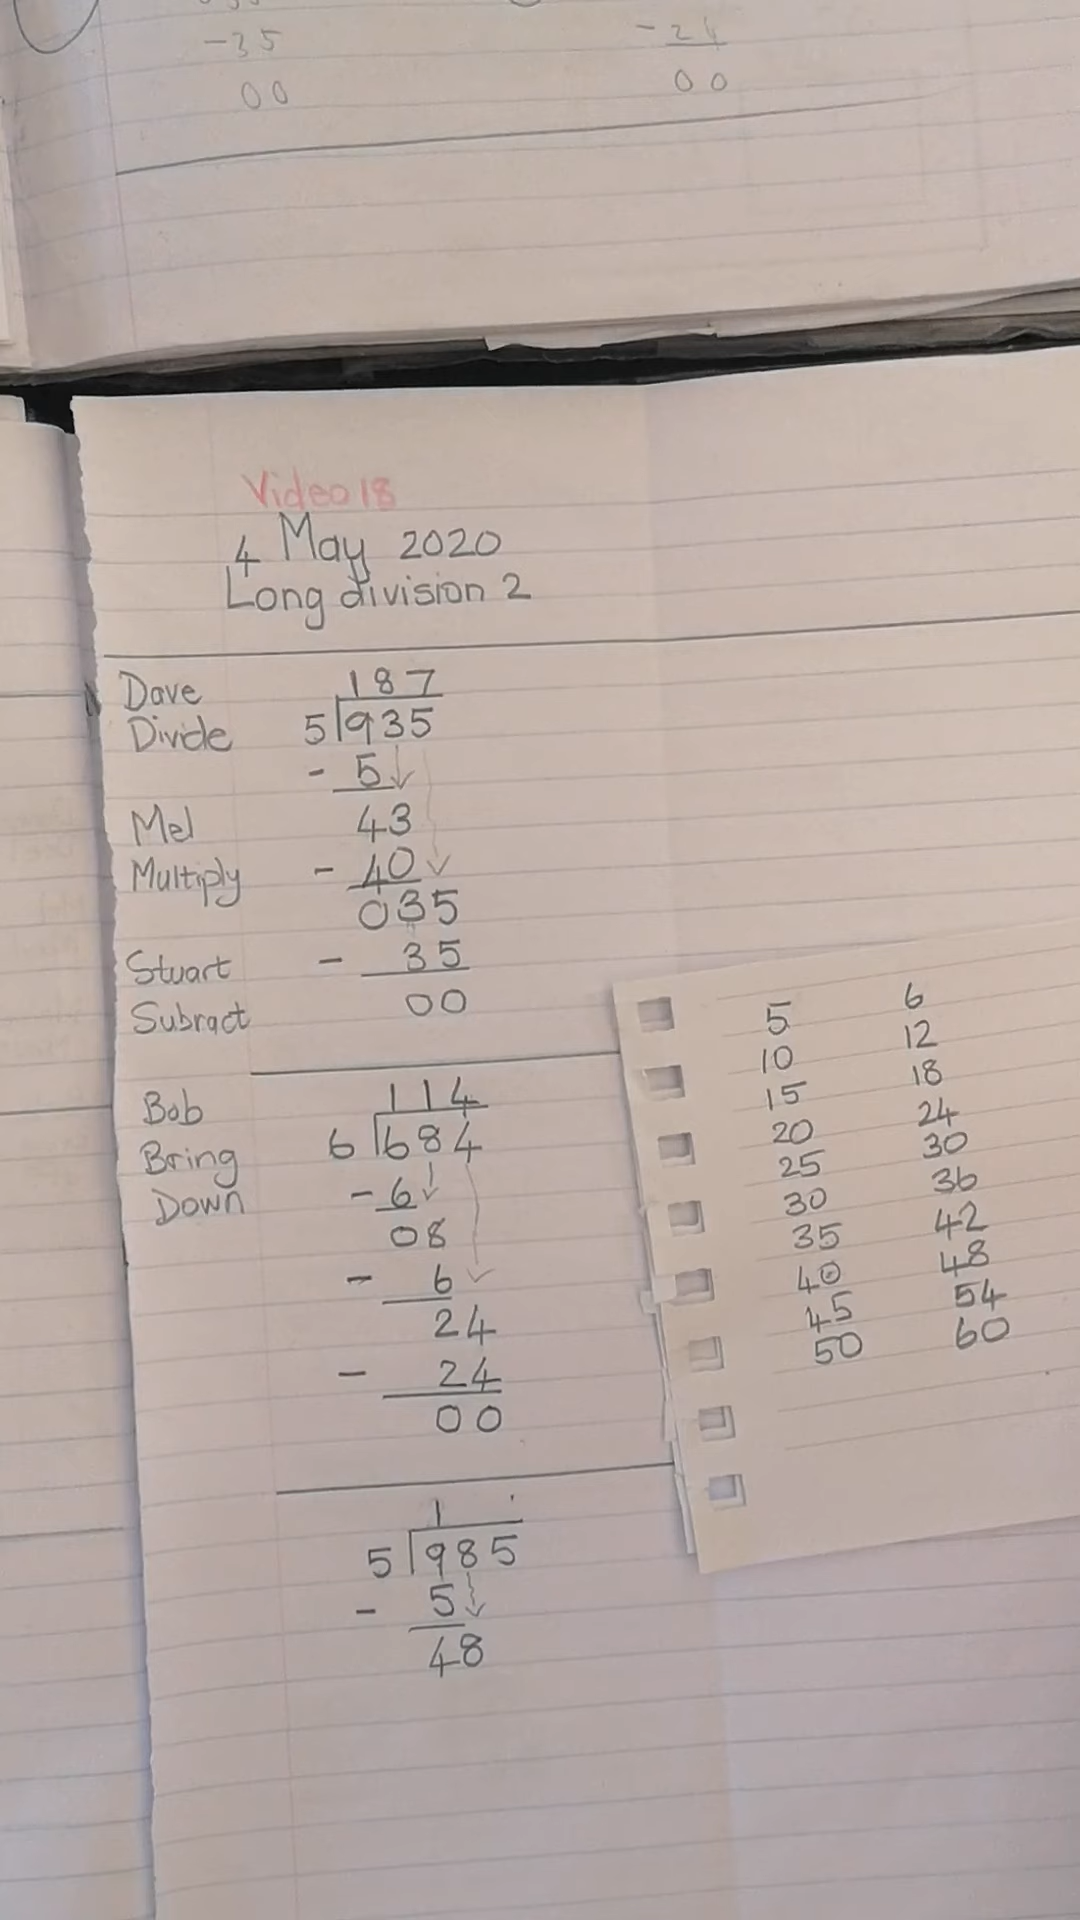 -35
00
-24
00
Video 18
4 May 2020
Long division 2
Dave
Divide
Mel
Multiply
Stuart
Subract
Bob
Bring
Down
187
5 935
- 5
43
- 40
035
- 35
00
114
6 684
- 6
08
- 6
24
- 24
00
1
5 985
- 5
48
5 6
10 12
15 18
20 24
25 30
30 36
35 42
40 48
45 54
50 60